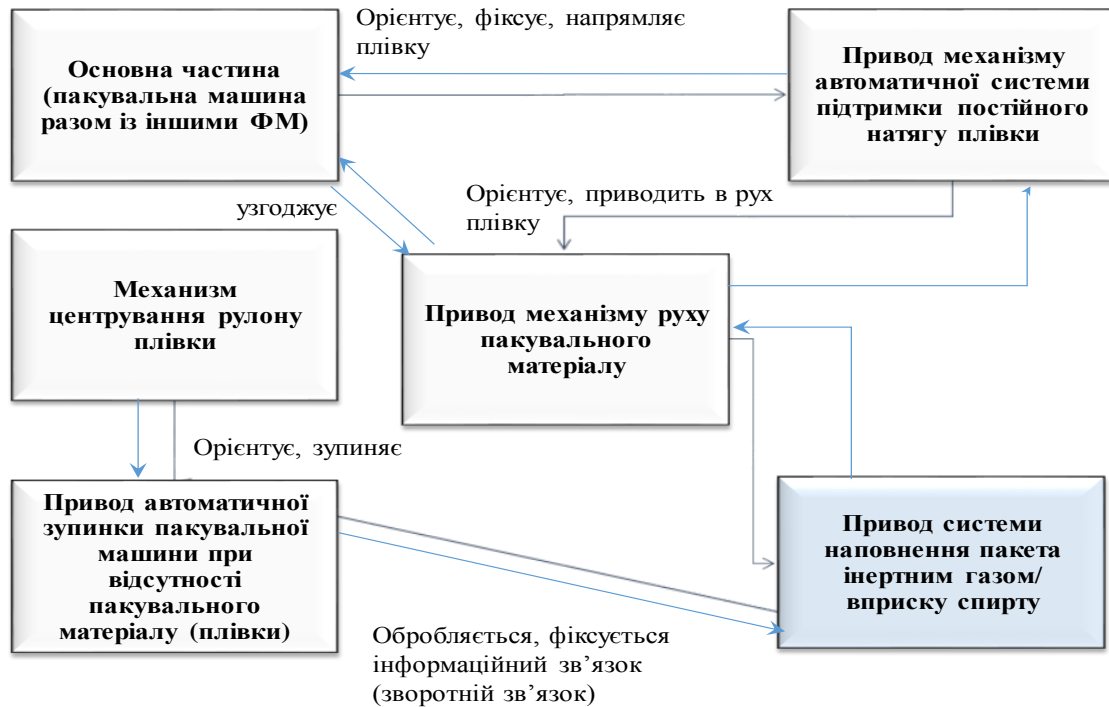 Орієнтує, фіксує, напрямляє
плівку
Основна частина
(пакувальна машина
разом із іншими ФМ)
Привод механізму
автоматичної системи
підтримки постійного
натягу плівки
узгоджує
Орієнтує, приводить в рух
плівку
Механизм
центрування рулону
плівки
Привод механізму руху
пакувального
матеріалу
Орієнтує, зупиняє
Привод автоматичної
зупинки пакувальної
машини при
відсутності
пакувального
матеріалу (плівки)
Привод системи
наповнення пакета
інертним газом/
вприску спирту
Обробляється, фіксується
інформаційний зв’язок
(зворотній зв’язок)